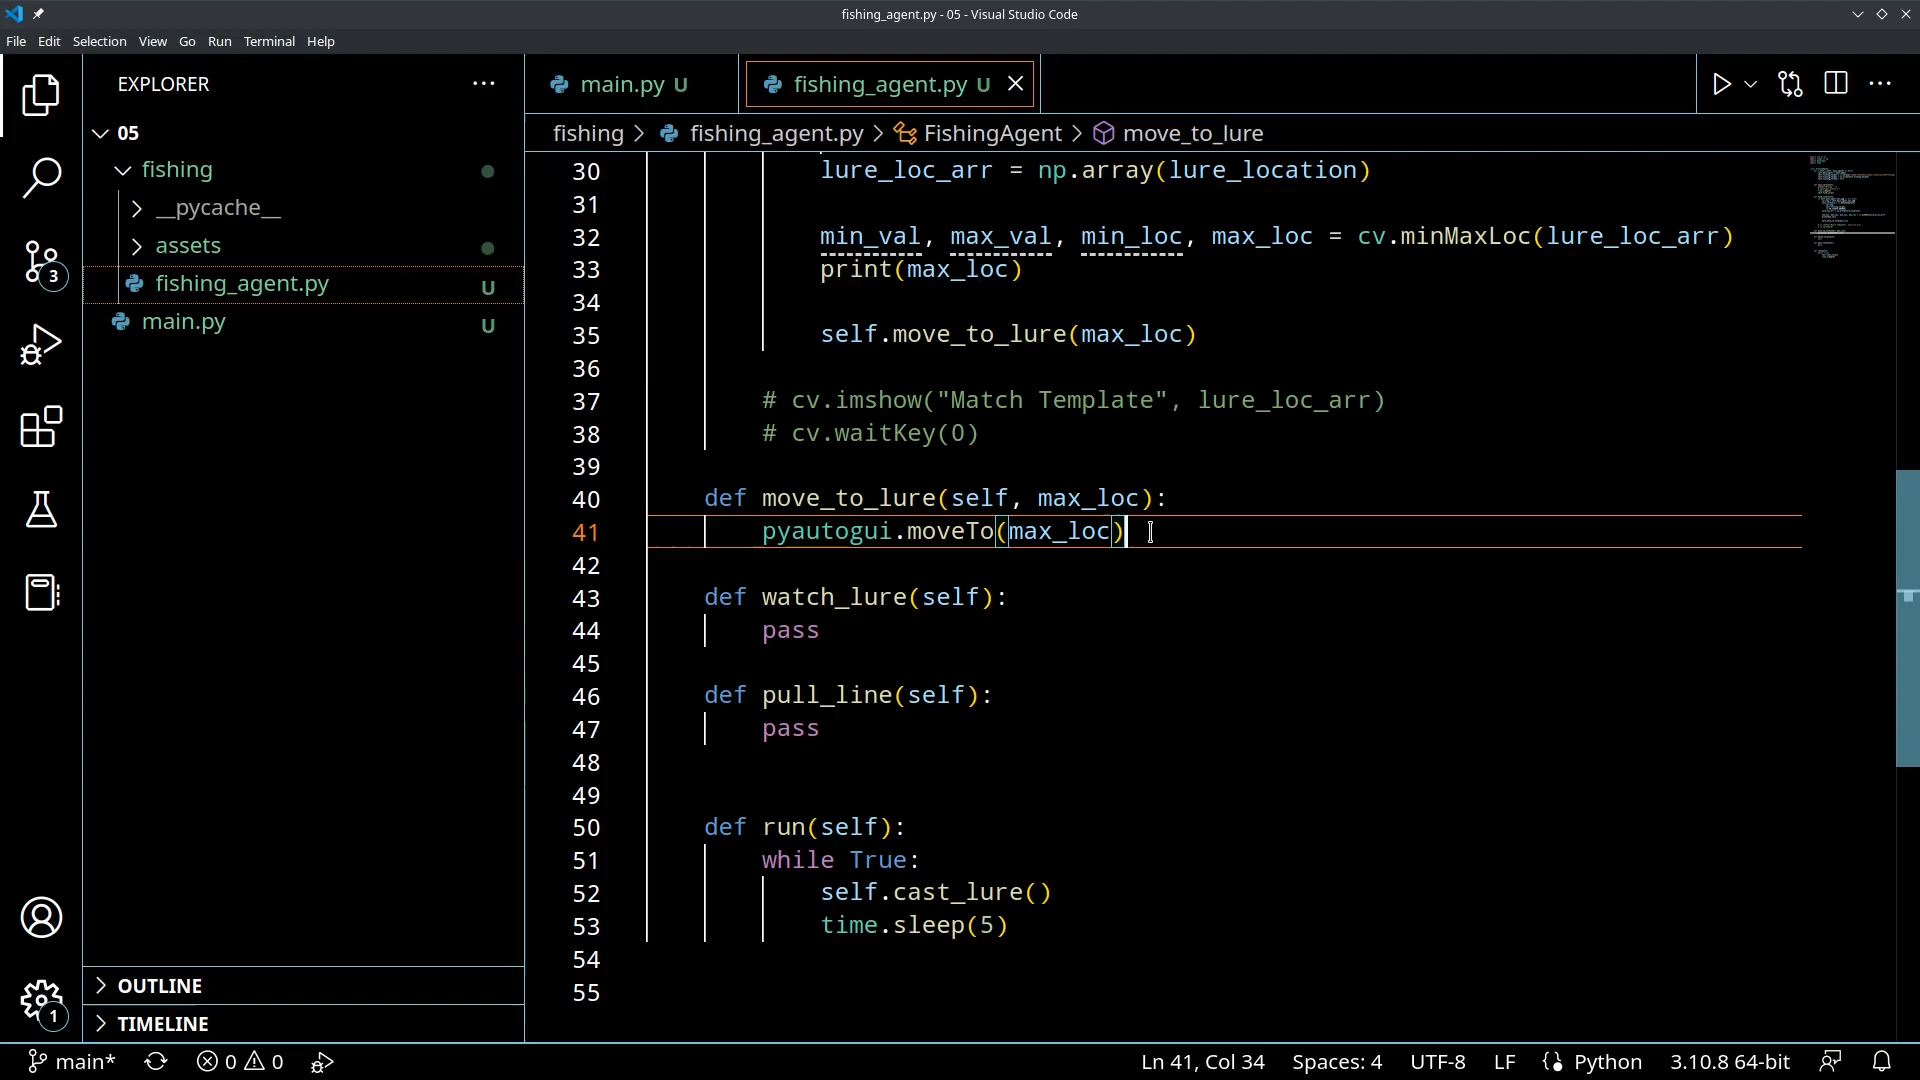 fishing_agent.py - 05 - Visual Studio Code
File Edit Selection View Go Run Terminal Help
EXPLORER
05
fishing
__pycache__
assets
fishing_agent.py U
main.py U
OUTLINE
TIMELINE
3
1
main.py U
fishing_agent.py U
fishing > fishing_agent.py > FishingAgent > move_to_lure
30 lure_loc_arr = np.array(lure_location)
31
32 min_val, max_val, min_loc, max_loc = cv.minMaxLoc(lure_loc_arr)
33 print(max_loc)
34
35 self.move_to_lure(max_loc)
36
37 # cv.imshow("Match Template", lure_loc_arr)
38 # cv.waitKey(0)
39
40 def move_to_lure(self, max_loc):
41 pyautogui.moveTo(max_loc)
42
43 def watch_lure(self):
44 pass
45
46 def pull_line(self):
47 pass
48
49
50 def run(self):
51 while True:
52 self.cast_lure()
53 time.sleep(5)
54
55
main* 0 0 Ln 41, Col 34 Spaces: 4 UTF-8 LF Python 3.10.8 64-bit